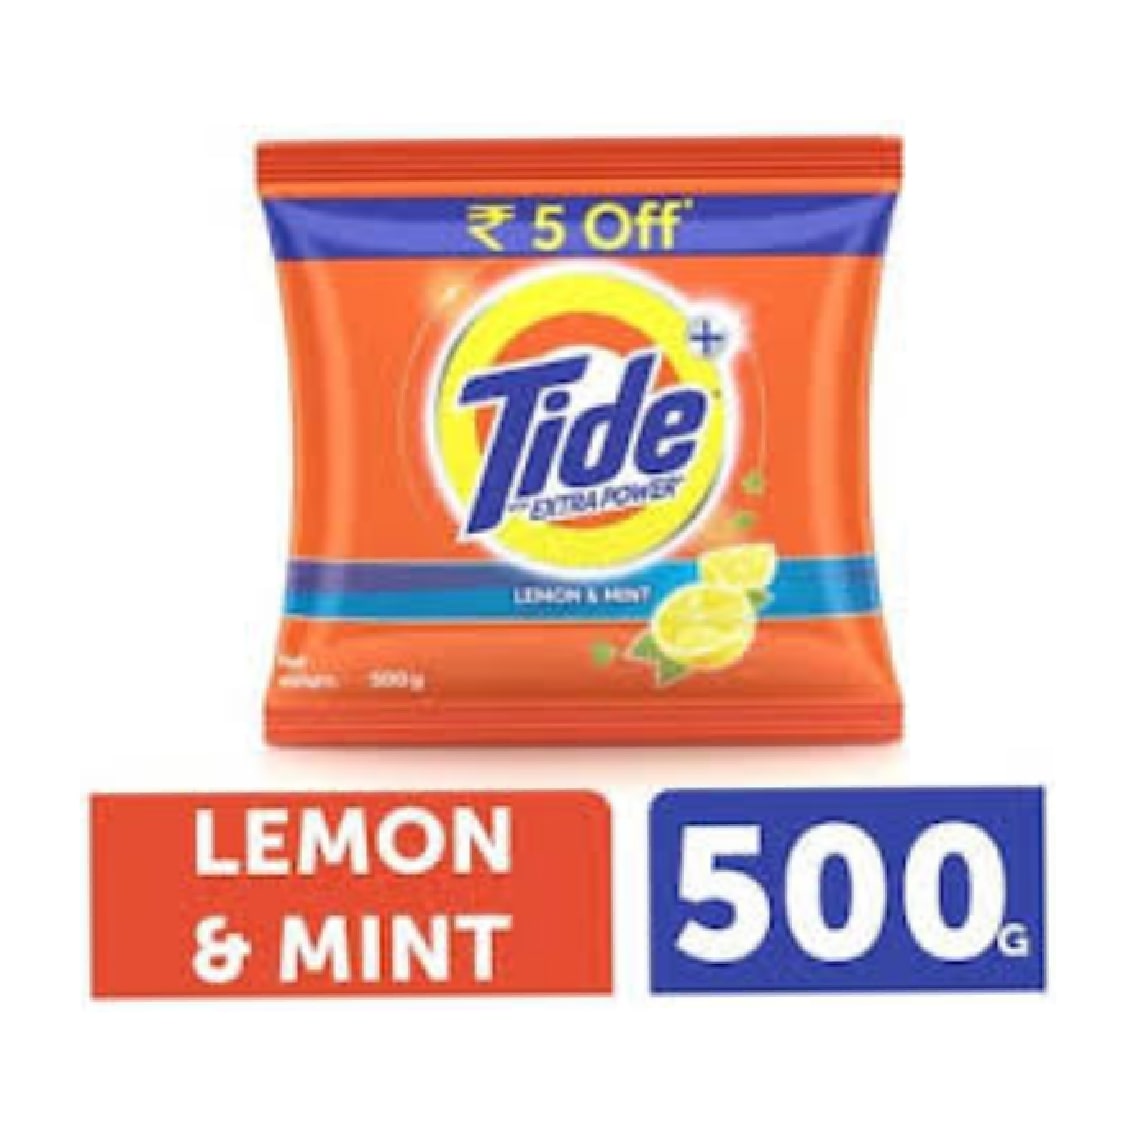 ₹ 5 Off*
Tide
EXTRA POWER
LEMON & MINT
500 g
LEMON
& MINT
500G